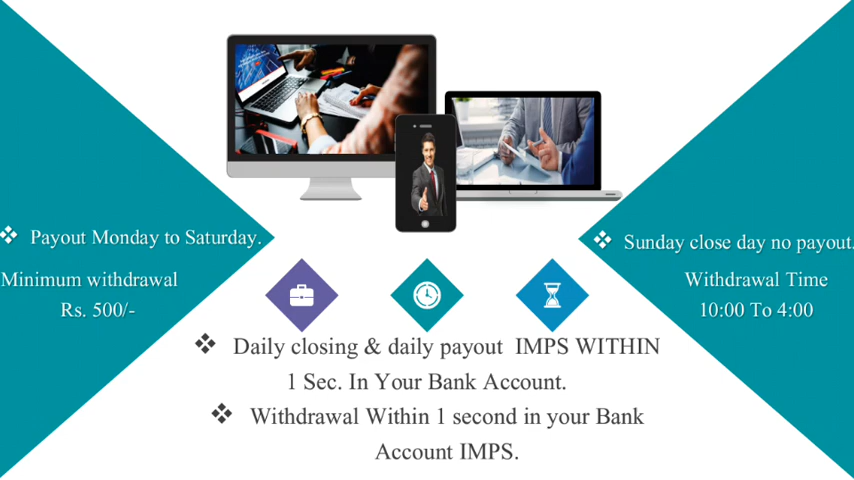 ❖ Payout Monday to Saturday.
Minimum withdrawal
Rs. 500/-
❖ Sunday close day no payout.
Withdrawal Time
10:00 To 4:00
❖ Daily closing & daily payout IMPS WITHIN
1 Sec. In Your Bank Account.
❖ Withdrawal Within 1 second in your Bank
Account IMPS.